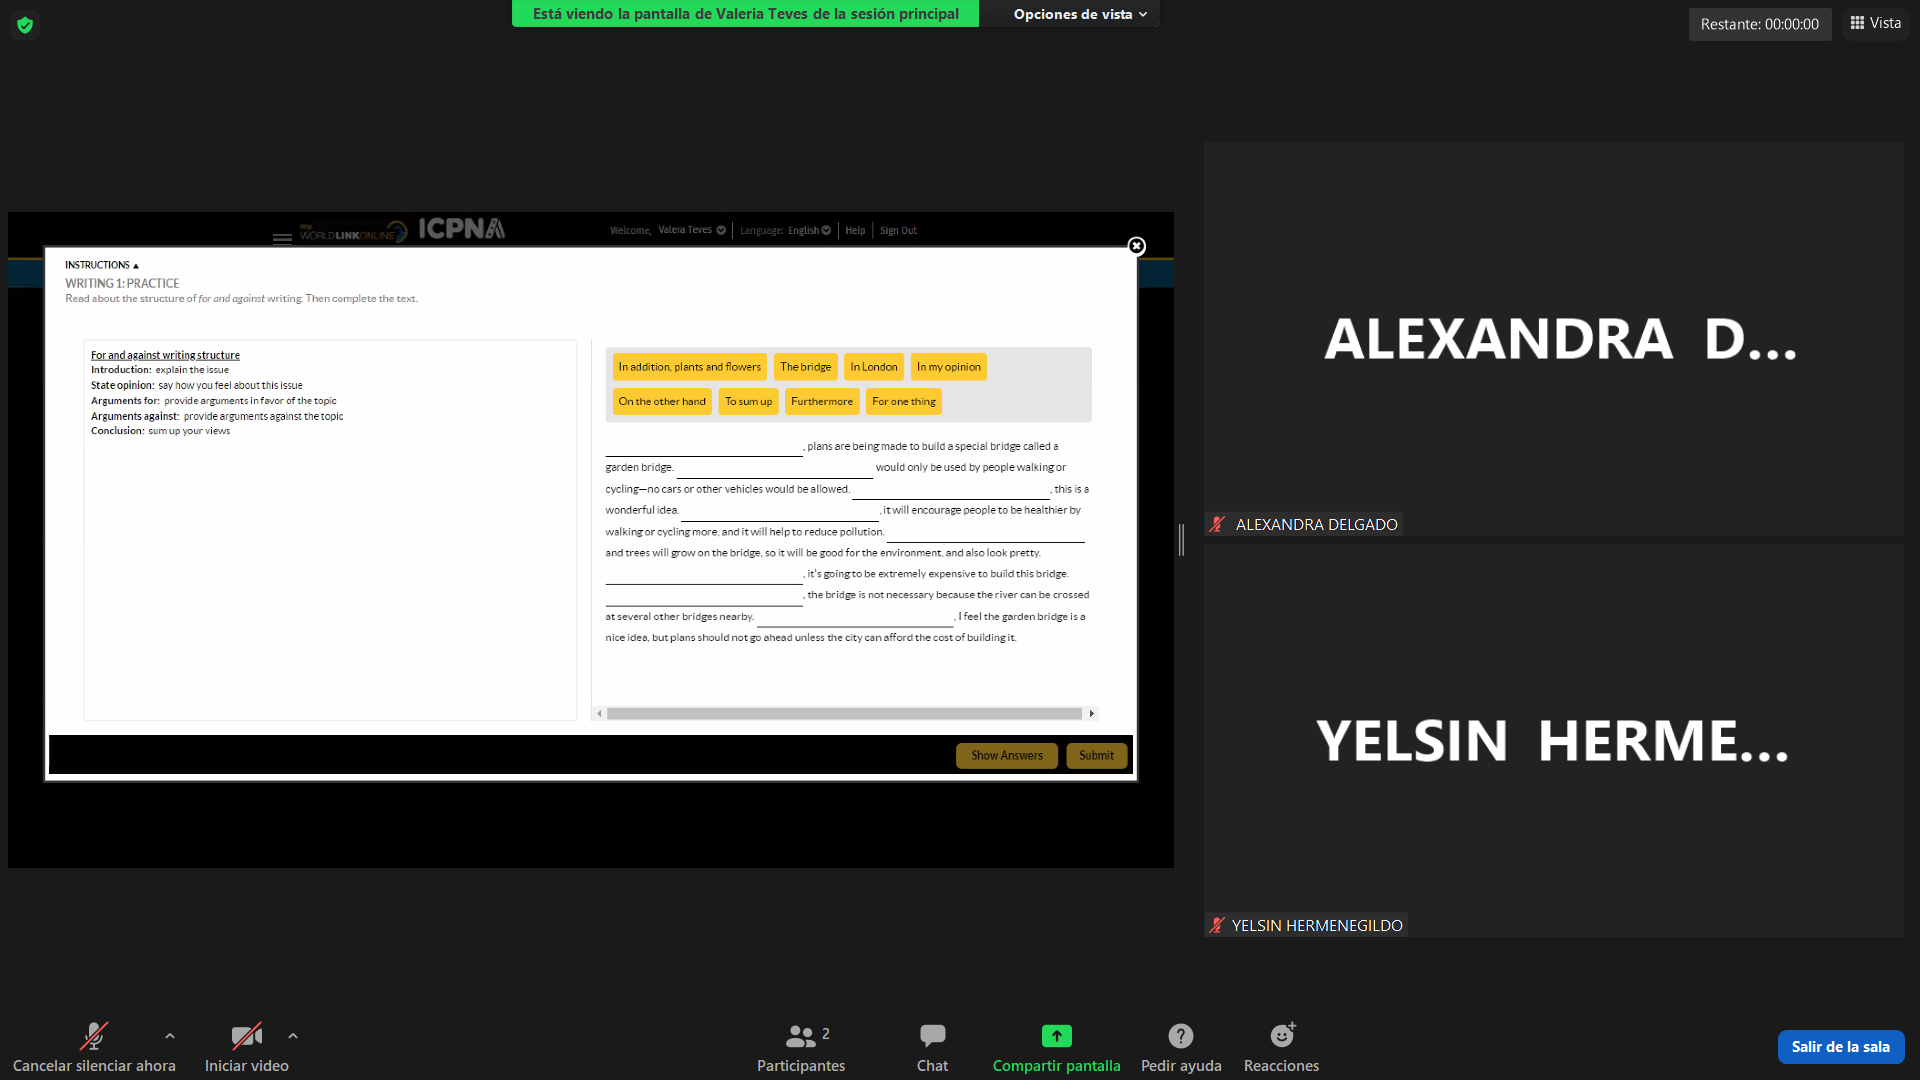 Está viendo la pantalla de Valeria Teves de la sesión principal
Opciones de vista
Restante: 00:00:00
Vista
my
WORLDLINKONLINE
ICPNA
Welcome, Valera Teves
Language: English
Help
Sign Out
INSTRUCTIONS
WRITING 1: PRACTICE
Read about the structure of for and against writing. Then complete the text.
For and against writing structure
Introduction: explain the issue
State opinion: say how you feel about this issue
Arguments for: provide arguments in favor of the topic
Arguments against: provide arguments against the topic
Conclusion: sum up your views
In addition, plants and flowers
The bridge
In London
In my opinion
On the other hand
To sum up
Furthermore
For one thing
, plans are being made to build a special bridge called a
garden bridge. would only be used by people walking or
cycling—no cars or other vehicles would be allowed. , this is a
wonderful idea. , it will encourage people to be healthier by
walking or cycling more, and it will help to reduce pollution.
and trees will grow on the bridge, so it will be good for the environment, and also look pretty.
, it's going to be extremely expensive to build this bridge.
, the bridge is not necessary because the river can be crossed
at several other bridges nearby. , I feel the garden bridge is a
nice idea, but plans should not go ahead unless the city can afford the cost of building it.
Show Answers
Submit
ALEXANDRA D...
ALEXANDRA DELGADO
YELSIN HERME...
YELSIN HERMENEGILDO
Cancelar silenciar ahora
Iniciar video
2
Participantes
Chat
Compartir pantalla
Pedir ayuda
Reacciones
Salir de la sala